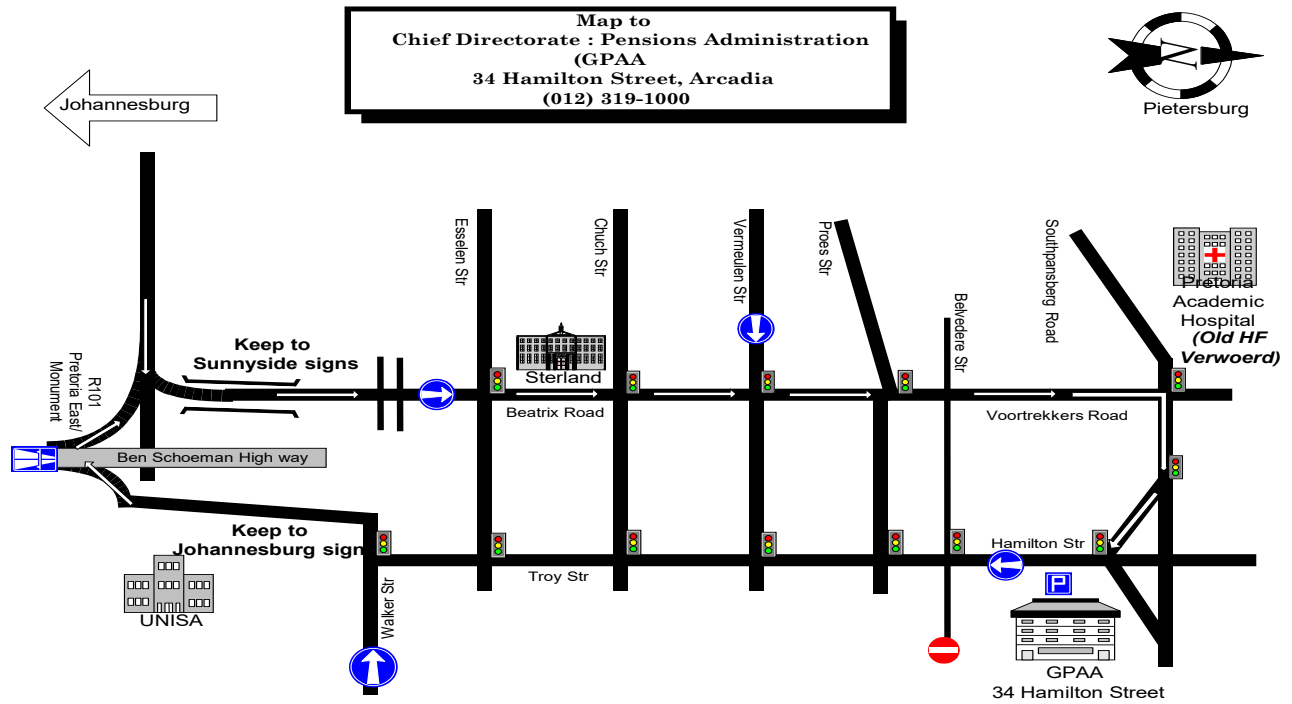 Map to
Chief Directorate : Pensions Administration
(GPAA
34 Hamilton Street, Arcadia
(012) 319-1000
Johannesburg
N
Pietersburg
Esselen Str
Chuch Str
Vermeulen Str
Proes Str
Belvedere Str
Southpansberg Road
Pretoria
Academic
Hospital
(Old HF
Verwoerd)
Keep to
Sunnyside signs
Sterland
Beatrix Road
Voortrekkers Road
R101
Pretoria East/
Monument
Ben Schoeman High way
Keep to
Johannesburg sign
UNISA
Walker Str
Troy Str
Hamilton Str
P
GPAA
34 Hamilton Street